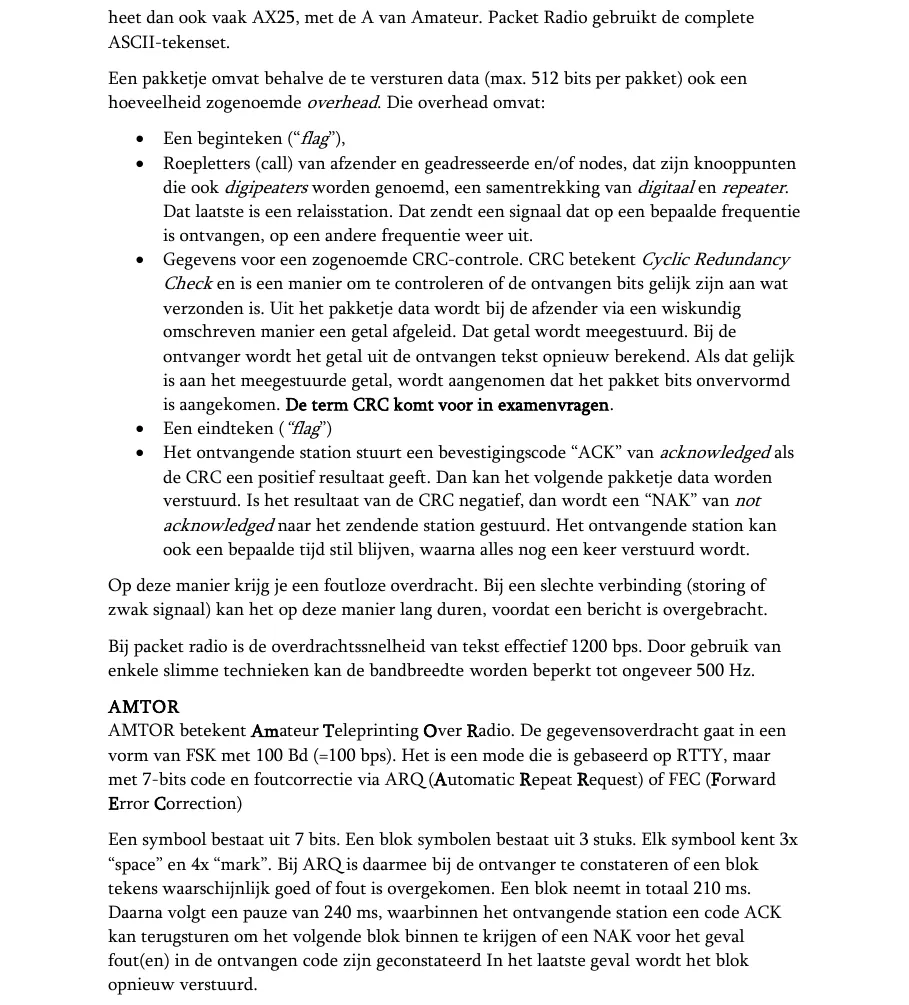 heet dan ook vaak AX25, met de A van Amateur. Packet Radio gebruikt de complete
ASCII-tekenset.
Een pakketje omvat behalve de te versturen data (max. 512 bits per pakket) ook een
hoeveelheid zogenoemde overhead. Die overhead omvat:
• Een beginteken (“flag”),
• Roepletters (call) van afzender en geadresseerde en/of nodes, dat zijn knooppunten
die ook digipeaters worden genoemd, een samentrekking van digitaal en repeater.
Dat laatste is een relaisstation. Dat zendt een signaal dat op een bepaalde frequentie
is ontvangen, op een andere frequentie weer uit.
• Gegevens voor een zogenoemde CRC-controle. CRC betekent Cyclic Redundancy
Check en is een manier om te controleren of de ontvangen bits gelijk zijn aan wat
verzonden is. Uit het pakketje data wordt bij de afzender via een wiskundig
omschreven manier een getal afgeleid. Dat getal wordt meegestuurd. Bij de
ontvanger wordt het getal uit de ontvangen tekst opnieuw berekend. Als dat gelijk
is aan het meegestuurde getal, wordt aangenomen dat het pakket bits onvervormd
is aangekomen. De term CRC komt voor in examenvragen.
• Een eindteken (“flag”)
• Het ontvangende station stuurt een bevestigingscode “ACK” van acknowledged als
de CRC een positief resultaat geeft. Dan kan het volgende pakketje data worden
verstuurd. Is het resultaat van de CRC negatief, dan wordt een “NAK” van not
acknowledged naar het zendende station gestuurd. Het ontvangende station kan
ook een bepaalde tijd stil blijven, waarna alles nog een keer verstuurd wordt.
Op deze manier krijg je een foutloze overdracht. Bij een slechte verbinding (storing of
zwak signaal) kan het op deze manier lang duren, voordat een bericht is overgebracht.
Bij packet radio is de overdrachtssnelheid van tekst effectief 1200 bps. Door gebruik van
enkele slimme technieken kan de bandbreedte worden beperkt tot ongeveer 500 Hz.
AMTOR
AMTOR betekent Amateur Teleprinting Over Radio. De gegevensoverdracht gaat in een
vorm van FSK met 100 Bd (=100 bps). Het is een mode die is gebaseerd op RTTY, maar
met 7-bits code en foutcorrectie via ARQ (Automatic Repeat Request) of FEC (Forward
Error Correction)
Een symbool bestaat uit 7 bits. Een blok symbolen bestaat uit 3 stuks. Elk symbool kent 3x
“space” en 4x “mark”. Bij ARQ is daarmee bij de ontvanger te constateren of een blok
tekens waarschijnlijk goed of fout is overgekomen. Een blok neemt in totaal 210 ms.
Daarna volgt een pauze van 240 ms, waarbinnen het ontvangende station een code ACK
kan terugsturen om het volgende blok binnen te krijgen of een NAK voor het geval
fout(en) in de ontvangen code zijn geconstateerd In het laatste geval wordt het blok
opnieuw verstuurd.